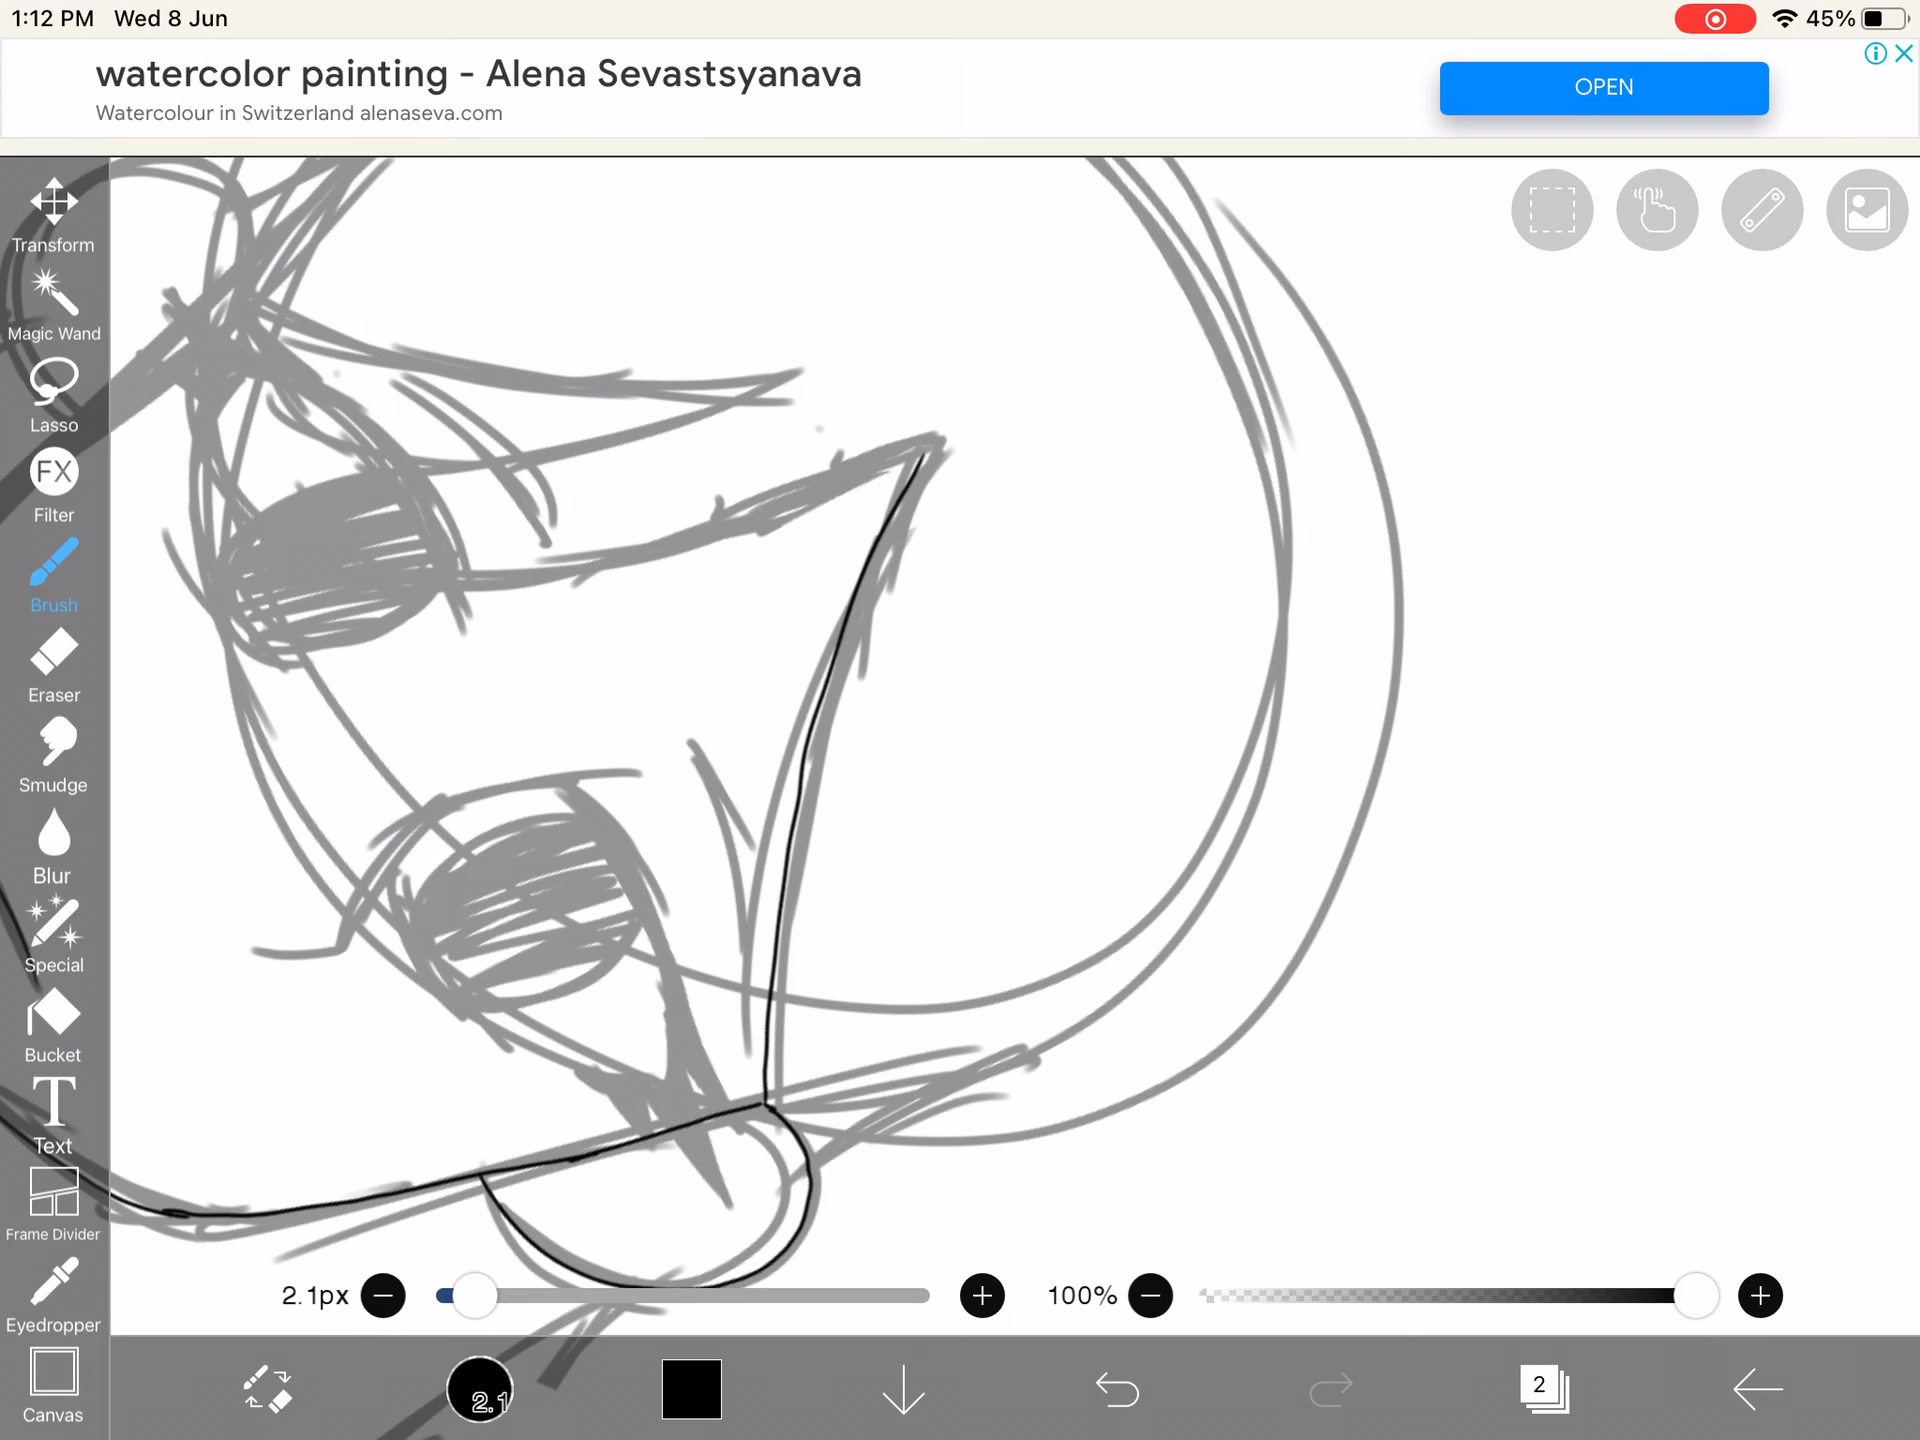 1:12 PM Wed 8 Jun
45%
watercolor painting - Alena Sevastsyanava
Watercolour in Switzerland alenaseva.com
OPEN
Transform
Magic Wand
Lasso
FX
Filter
Brush
Eraser
Smudge
Blur
Special
Bucket
T
Text
Frame Divider
Eyedropper
Canvas
2.1px
100%
2.1
2